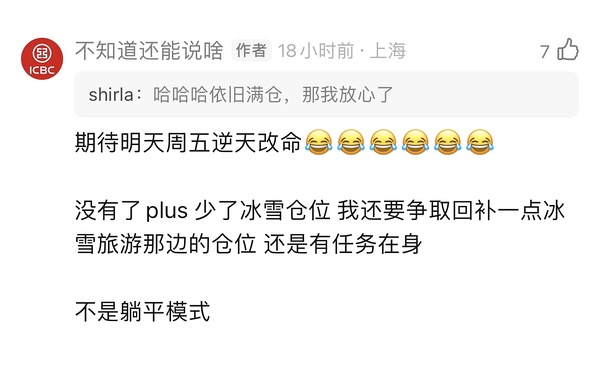 不知道还能说啥 作者 18小时前·上海 7
ICBC
shirla：哈哈哈依旧满仓，那我放心了
期待明天周五逆天改命😂😂😂😂😂😂
没有了 plus 少了冰雪仓位 我还要争取回补一点冰
雪旅游那边的仓位 还是有任务在身
不是躺平模式